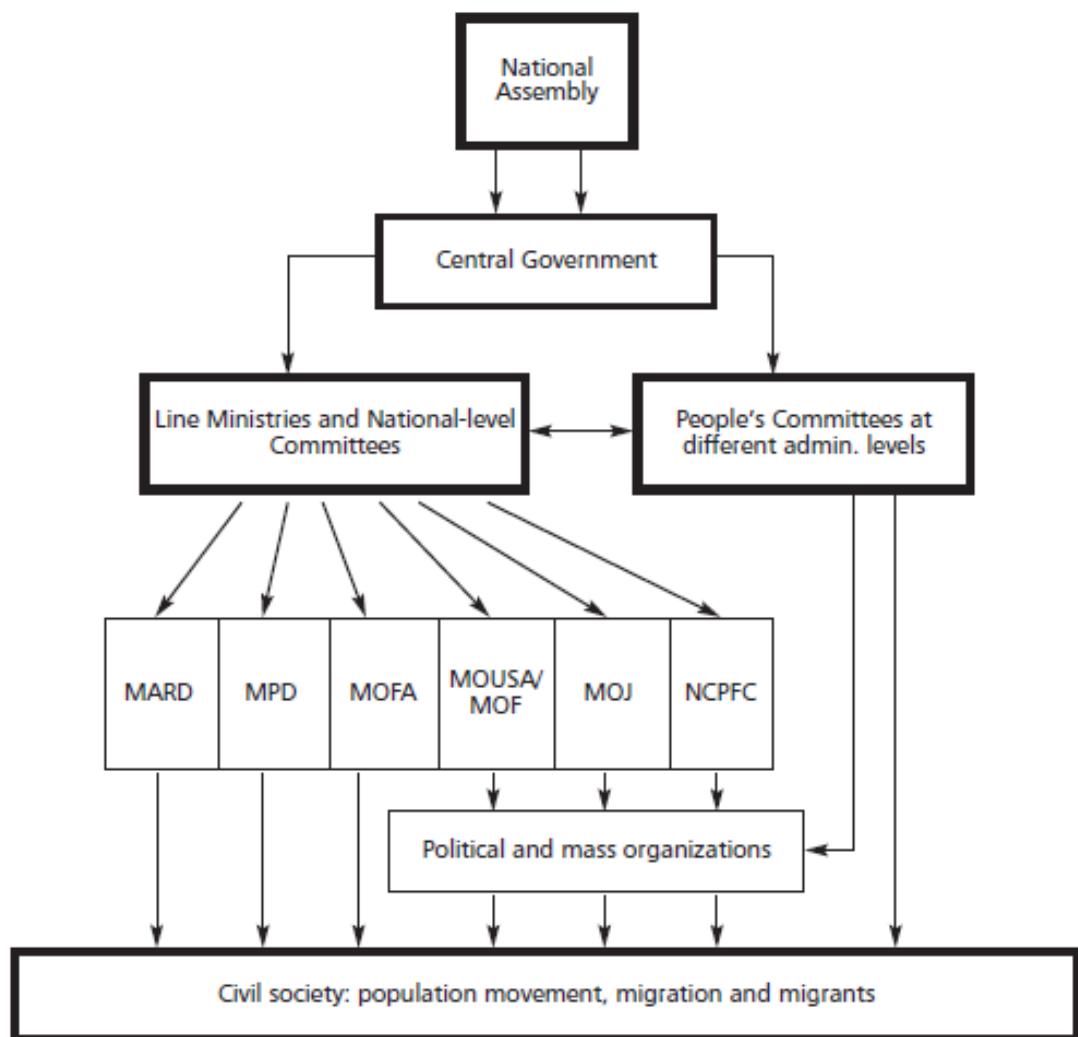 National
Assembly
Central Government
Line Ministries and National-level
Committees
People's Committees at
different admin. levels
MARD
MPD
MOFA
MOUSA/
MOF
MOJ
NCPFC
Political and mass organizations
Civil society: population movement, migration and migrants